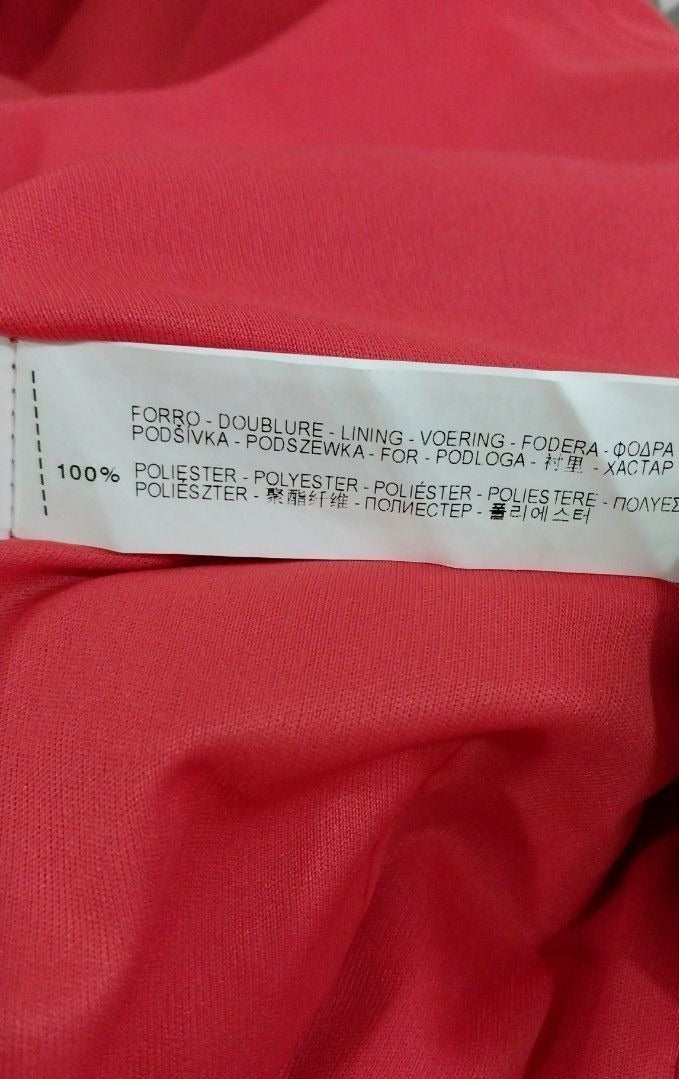 FORRO - DOUBLURE - LINING - VOERING - FODERA - ΦΟΔΡΑ
PODŠÍVKA - PODSZEWKA - FOR - PODLOGA - 衬里 - ХАСТАР
100% POLIESTER - POLYESTER - POLIÉSTER - POLIESTERE -
POLIÉSZTER - 聚酯纤维 - ПОЛИЕСТЕР - 폴리에스터